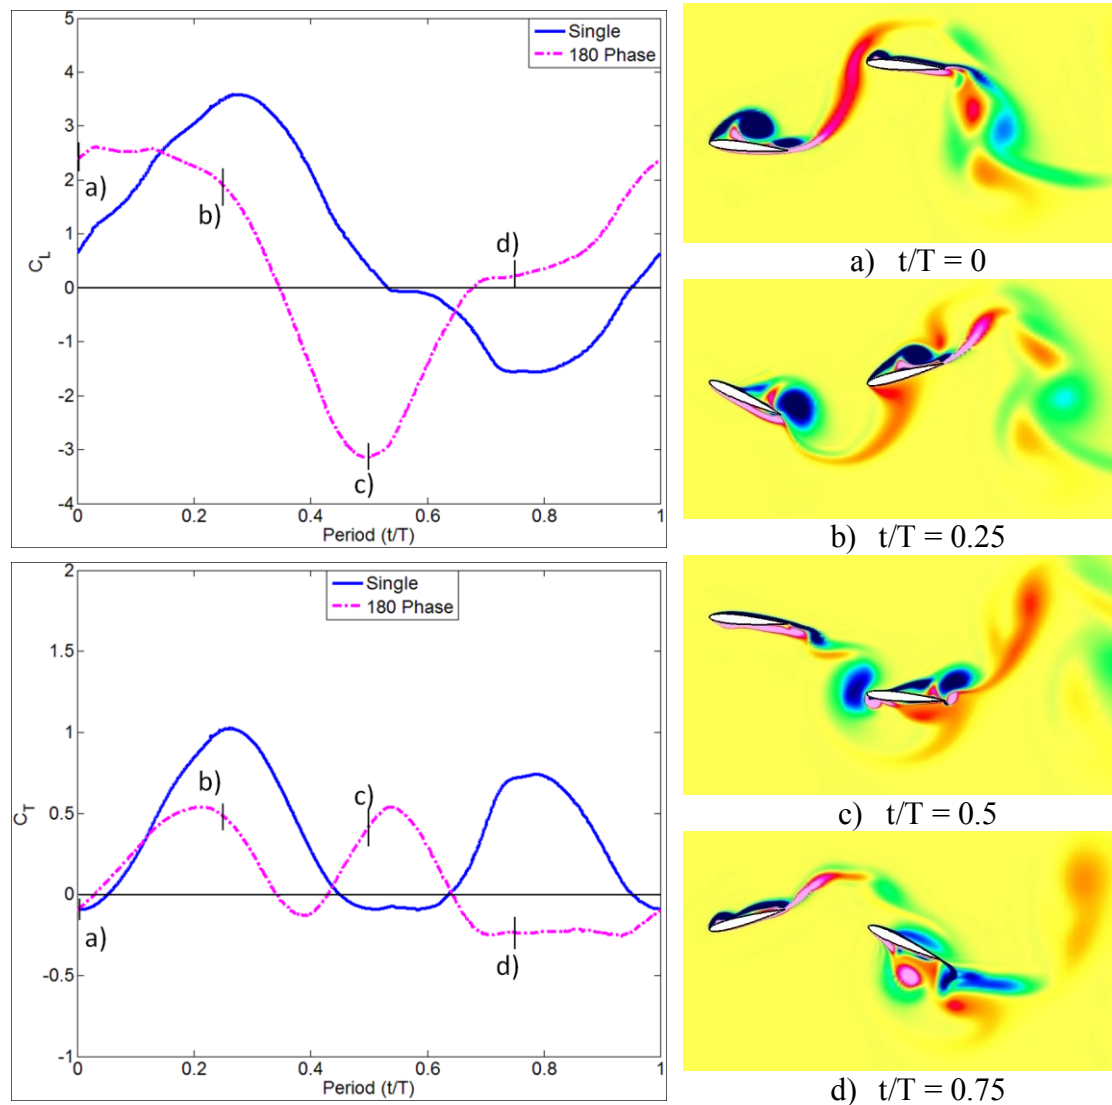 5
4
3
2
1
0
-1
-2
-3
-4
C_L
Single
180 Phase
a)
b)
c)
d)
0
0.2
0.4
0.6
0.8
1
Period (t/T)
2
1.5
1
0.5
0
-0.5
-1
C_T
Single
180 Phase
a)
b)
c)
d)
0
0.2
0.4
0.6
0.8
1
Period (t/T)
a) t/T = 0
b) t/T = 0.25
c) t/T = 0.5
d) t/T = 0.75